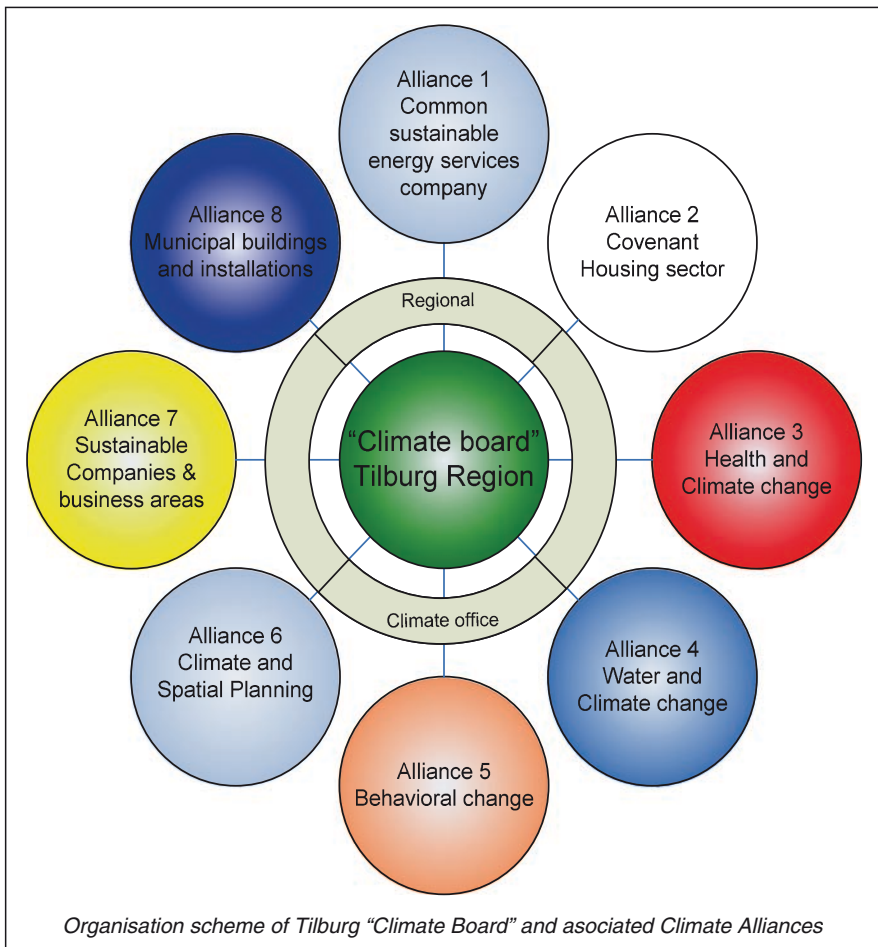 Alliance 1
Common
sustainable
energy services
company
Alliance 2
Covenant
Housing sector
Alliance 3
Health and
Climate change
Alliance 4
Water and
Climate change
Alliance 5
Behavioral change
Alliance 6
Climate and
Spatial Planning
Alliance 7
Sustainable
Companies &
business areas
Alliance 8
Municipal buildings
and installations
Regional
“Climate board”
Tilburg Region
Climate office
Organisation scheme of Tilburg “Climate Board” and asociated Climate Alliances